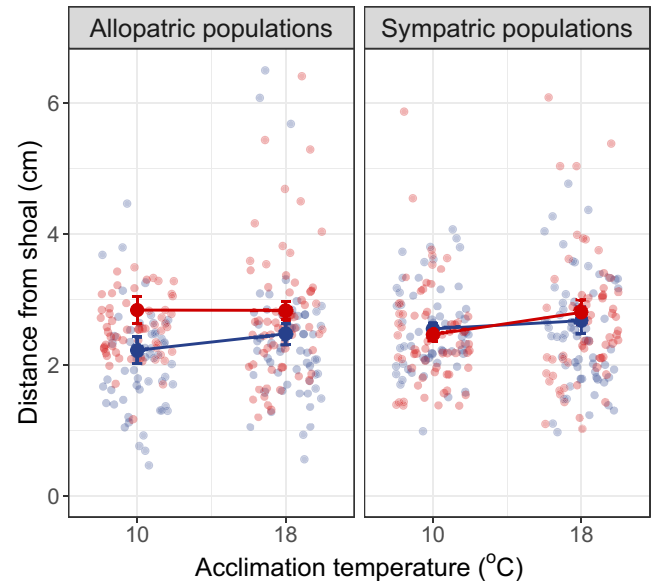 Allopatric populations
Sympatric populations
Distance from shoal (cm)
6
4
2
0
10
18
10
18
Acclimation temperature (°C)